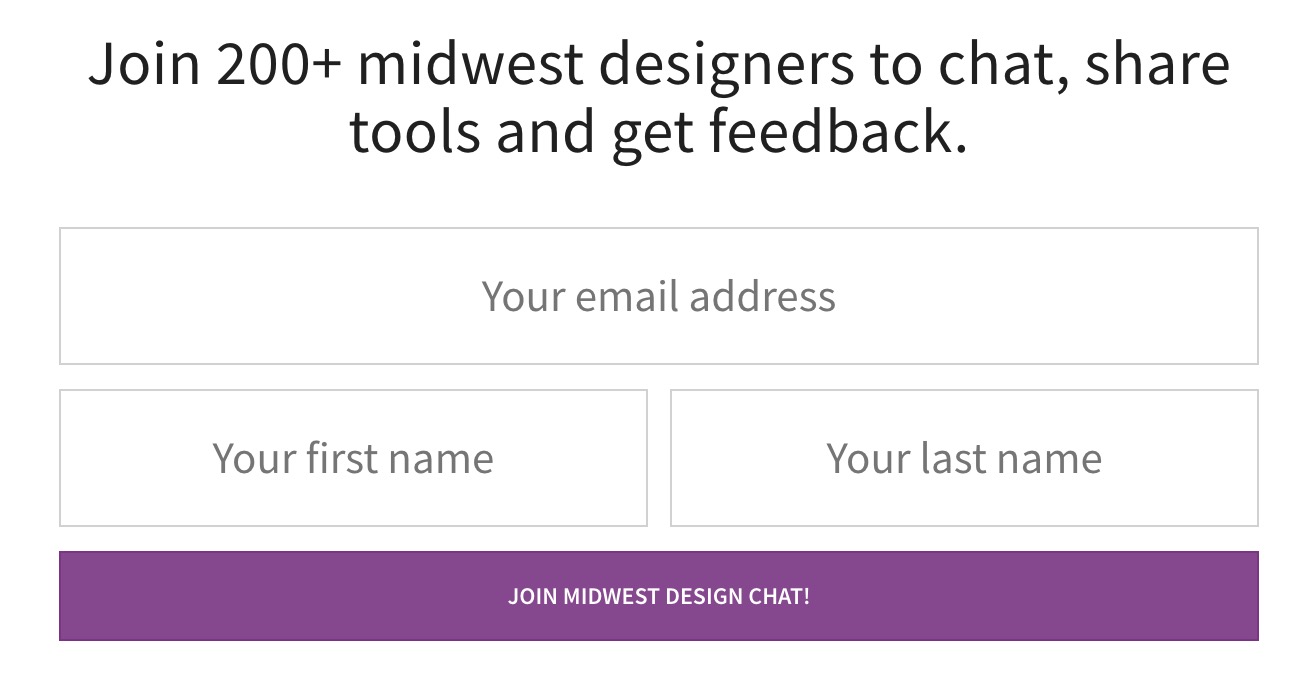 Join 200+ midwest designers to chat, share
tools and get feedback.
Your email address
Your first name
Your last name
JOIN MIDWEST DESIGN CHAT!